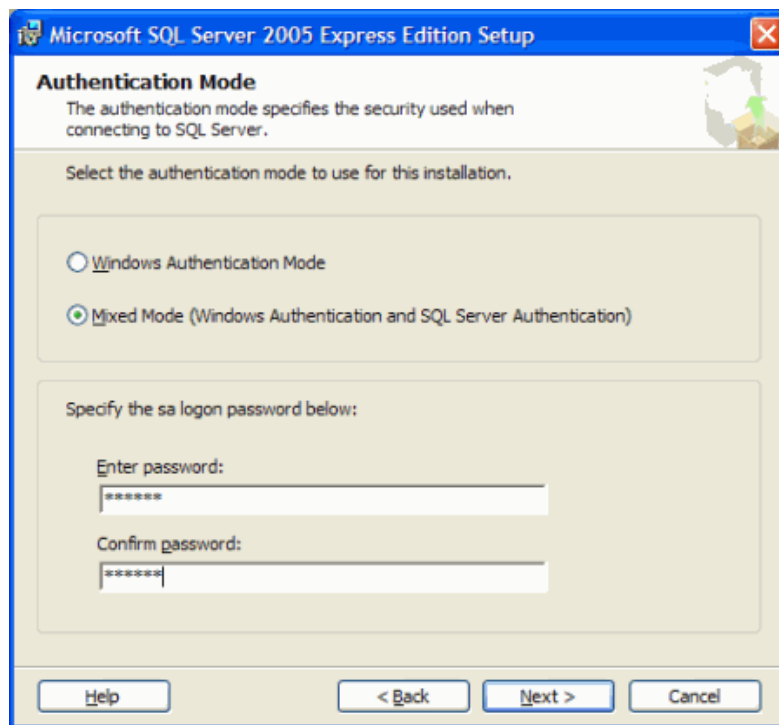 Microsoft SQL Server 2005 Express Edition Setup
Authentication Mode
The authentication mode specifies the security used when
connecting to SQL Server.
Select the authentication mode to use for this installation.
Windows Authentication Mode
Mixed Mode (Windows Authentication and SQL Server Authentication)
Specify the sa logon password below:
Enter password:
******
Confirm password:
******
Help
< Back
Next >
Cancel